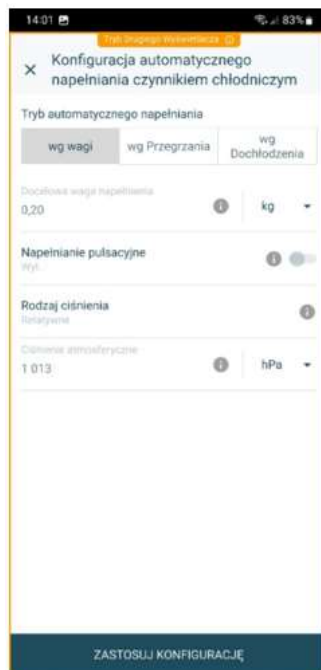 14:01 83%
Tryb Drugiego Wyświetlacza
Konfiguracja automatycznego
napełniania czynnikiem chłodniczym
Tryb automatycznego napełniania
wg wagi
wg Przegrzania
wg
Dochłodzenia
Docelowa waga napełnienia
0,20 kg
Napełnianie pulsacyjne
Wył.
Rodzaj ciśnienia
Relatywne
Ciśnienie atmosferyczne
1 013 hPa
ZASTOSUJ KONFIGURACJĘ